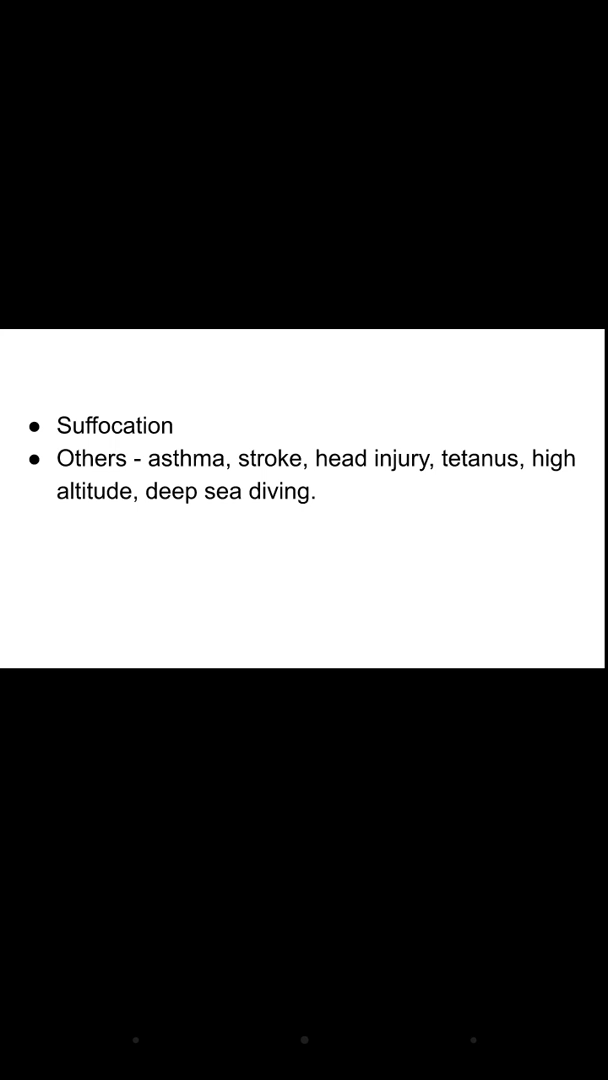 ● Suffocation
● Others - asthma, stroke, head injury, tetanus, high
altitude, deep sea diving.